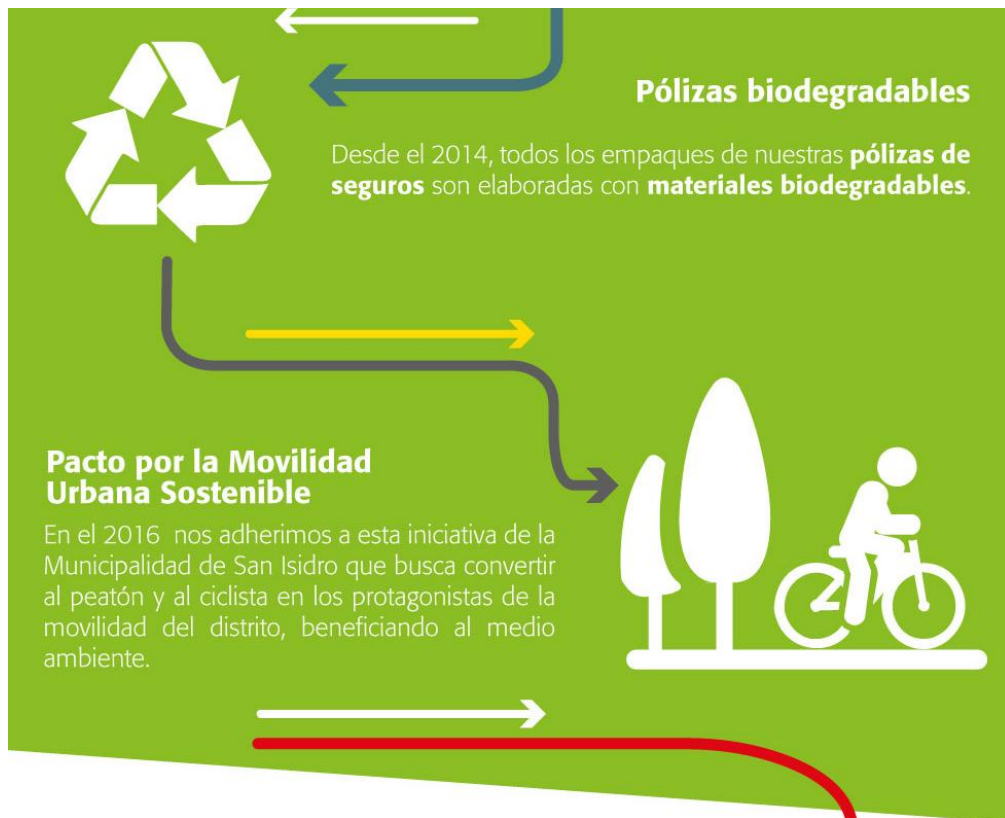 Pólizas biodegradables
Desde el 2014, todos los empaques de nuestras pólizas de
seguros son elaboradas con materiales biodegradables.
Pacto por la Movilidad
Urbana Sostenible
En el 2016 nos adherimos a esta iniciativa de la
Municipalidad de San Isidro que busca convertir
al peatón y al ciclista en los protagonistas de la
movilidad del distrito, beneficiando al medio
ambiente.